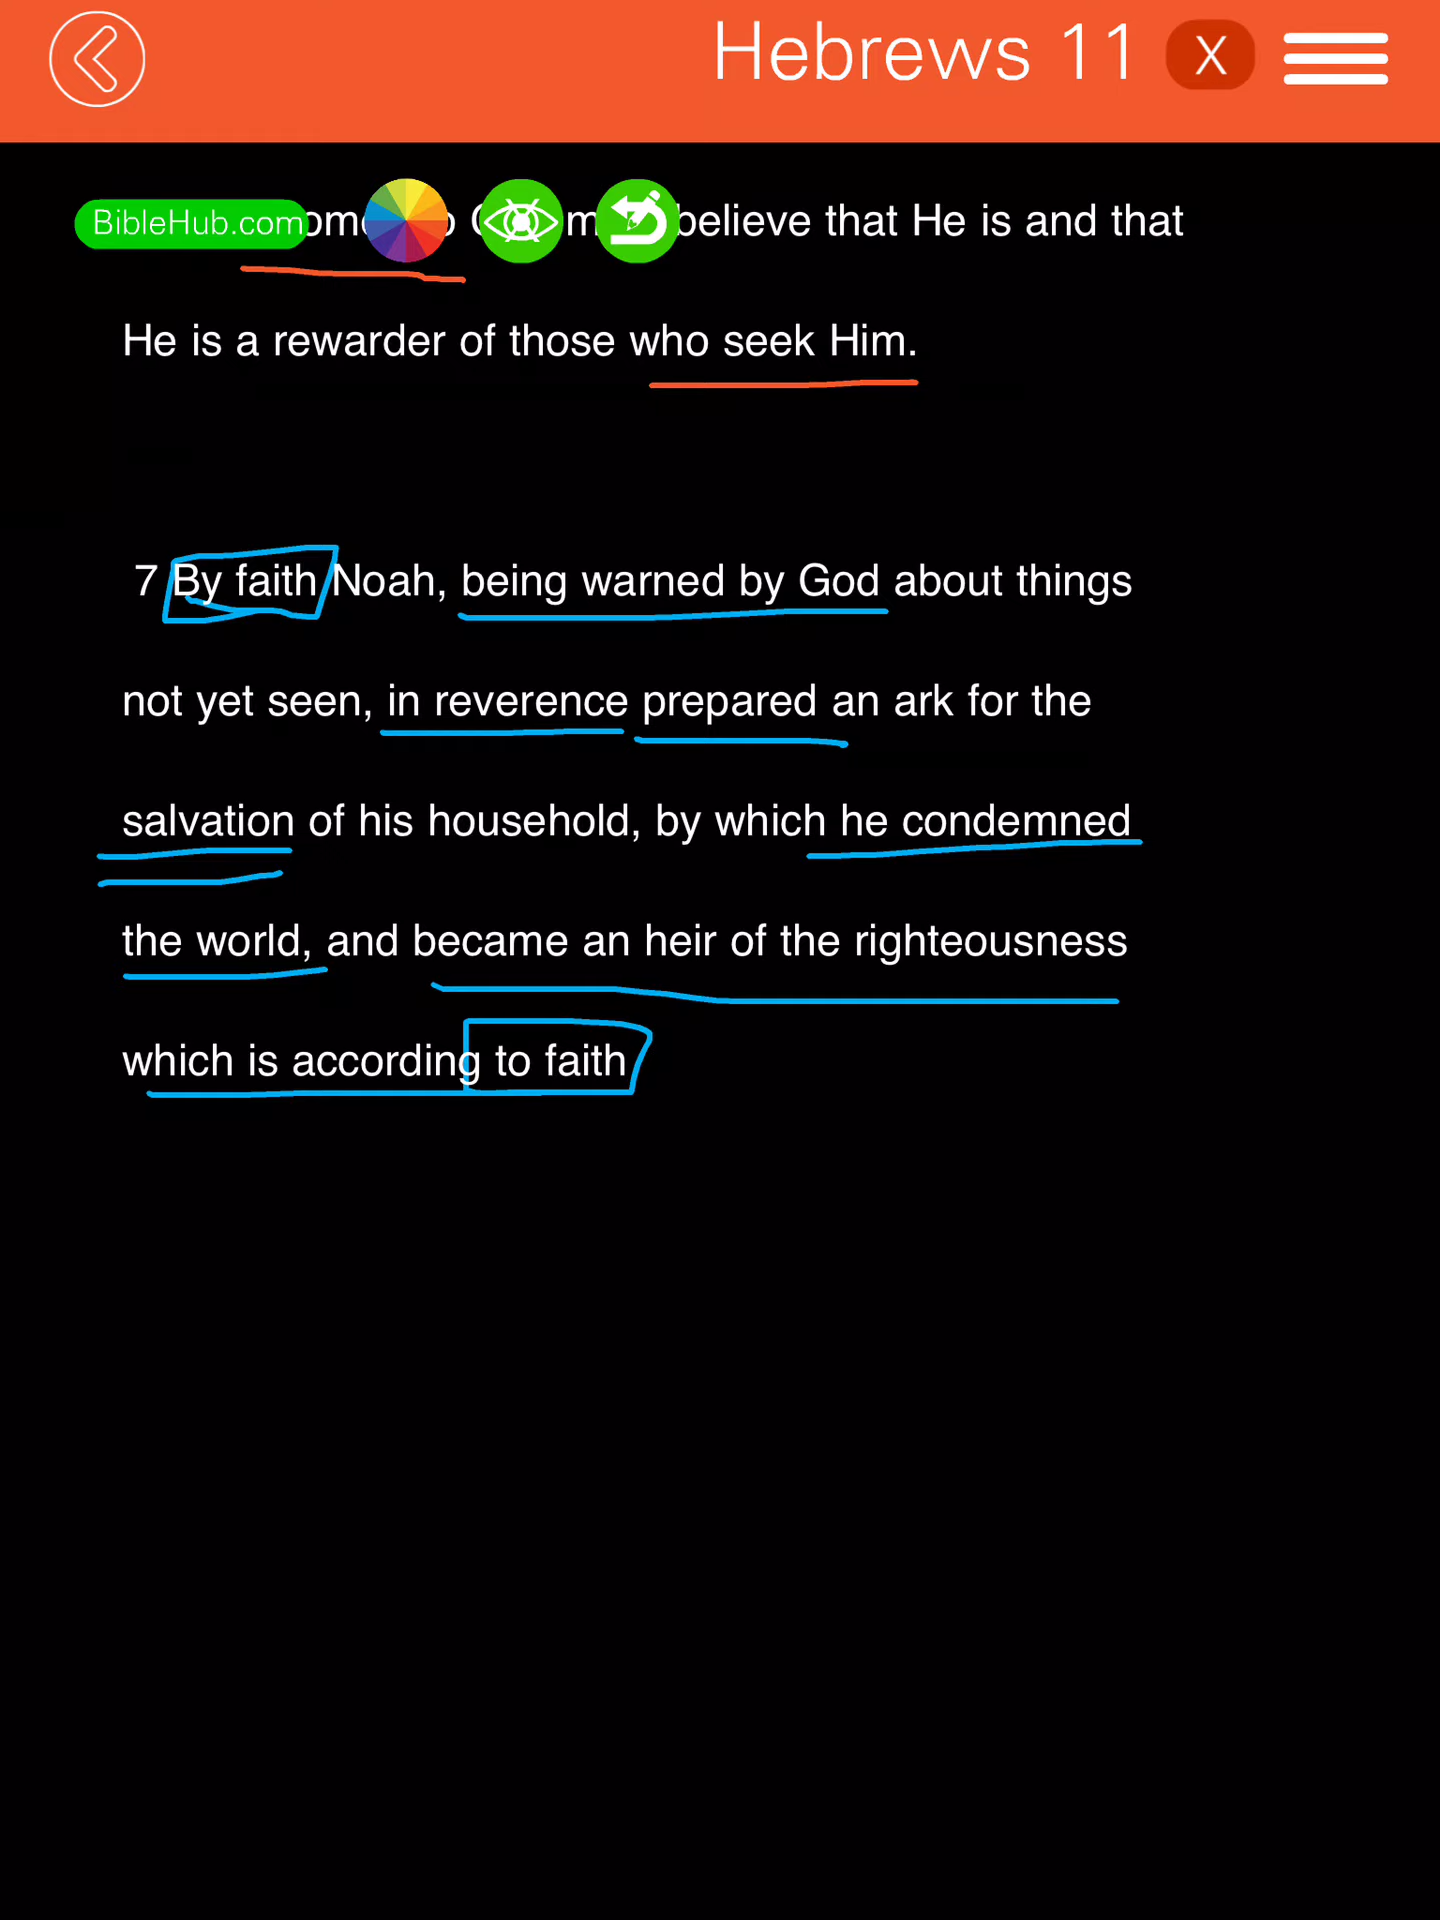 Hebrews 11 X
BibleHub.com believe that He is and that
He is a rewarder of those who seek Him.
7 By faith Noah, being warned by God about things
not yet seen, in reverence prepared an ark for the
salvation of his household, by which he condemned
the world, and became an heir of the righteousness
which is according to faith